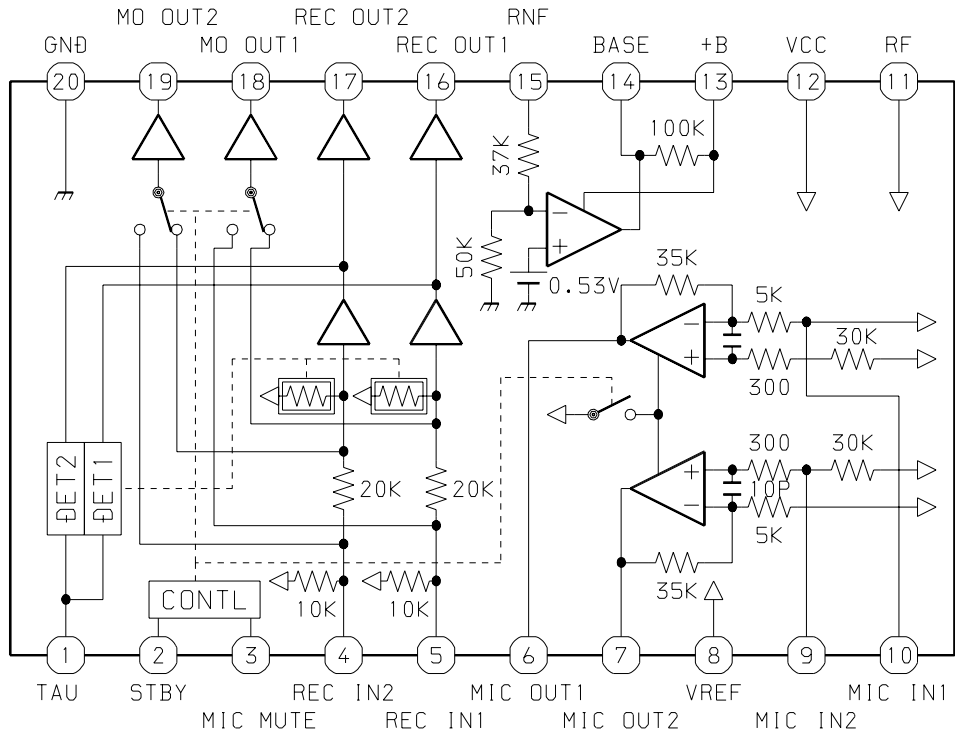 MO OUT2 REC OUT2 RNF
GND MO OUT1 REC OUT1 BASE +B VCC RF
20 19 18 17 16 15 14 13 12 11
37K 100K
50K 0.53V 35K
5K
30K
300
DET2 DET1 20K 20K 300 30K
10P
5K
35K
CONTL 10K 10K
1 2 3 4 5 6 7 8 9 10
TAU STBY REC IN2 MIC OUT1 VREF MIC IN1
MIC MUTE REC IN1 MIC OUT2 MIC IN2